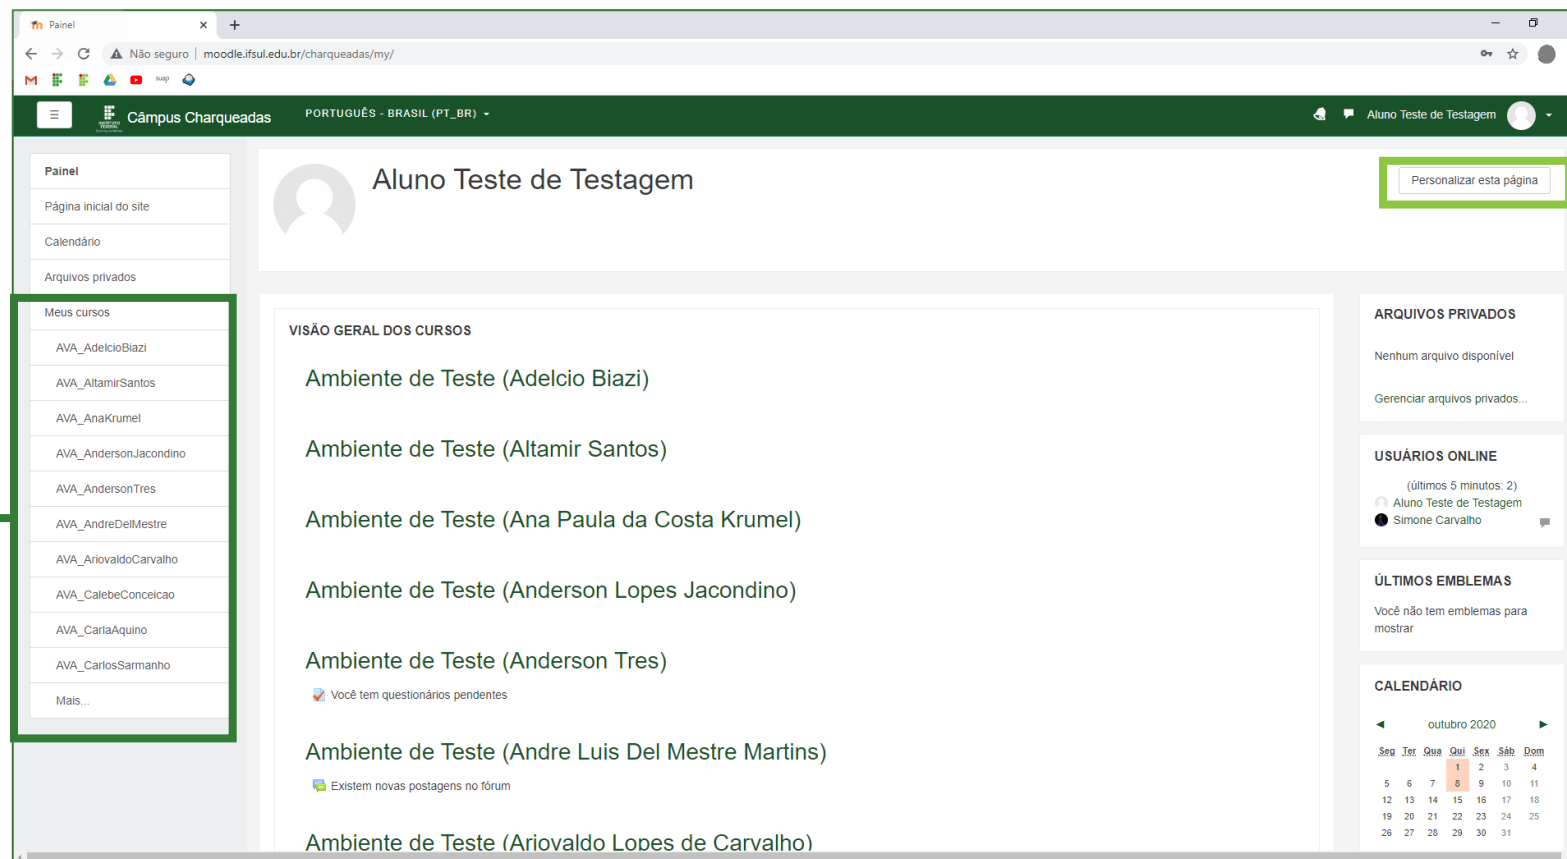 Painel
Não seguro | moodle.ifsul.edu.br/charqueadas/my/
suap
Câmpus Charqueadas
PORTUGUÊS - BRASIL (PT_BR)
Aluno Teste de Testagem
Painel
Página inicial do site
Calendário
Arquivos privados
Meus cursos
AVA_AdelcioBiazi
AVA_AltamirSantos
AVA_AnaKrumel
AVA_AndersonJacondino
AVA_AndersonTres
AVA_AndreDelMestre
AVA_AriovaldoCarvalho
AVA_CalebeConceicao
AVA_CarlaAquino
AVA_CarlosSarmanho
Mais...
Aluno Teste de Testagem
Personalizar esta página
VISÃO GERAL DOS CURSOS
Ambiente de Teste (Adelcio Biazi)
Ambiente de Teste (Altamir Santos)
Ambiente de Teste (Ana Paula da Costa Krumel)
Ambiente de Teste (Anderson Lopes Jacondino)
Ambiente de Teste (Anderson Tres)
Você tem questionários pendentes
Ambiente de Teste (Andre Luis Del Mestre Martins)
Existem novas postagens no fórum
Ambiente de Teste (Ariovaldo Lopes de Carvalho)
ARQUIVOS PRIVADOS
Nenhum arquivo disponível
Gerenciar arquivos privados...
USUÁRIOS ONLINE
(últimos 5 minutos: 2)
Aluno Teste de Testagem
Simone Carvalho
ÚLTIMOS EMBLEMAS
Você não tem emblemas para
mostrar
CALENDÁRIO
◄ outubro 2020 ►
Seg Ter Qua Qui Sex Sáb Dom
1 2 3 4
5 6 7 8 9 10 11
12 13 14 15 16 17 18
19 20 21 22 23 24 25
26 27 28 29 30 31